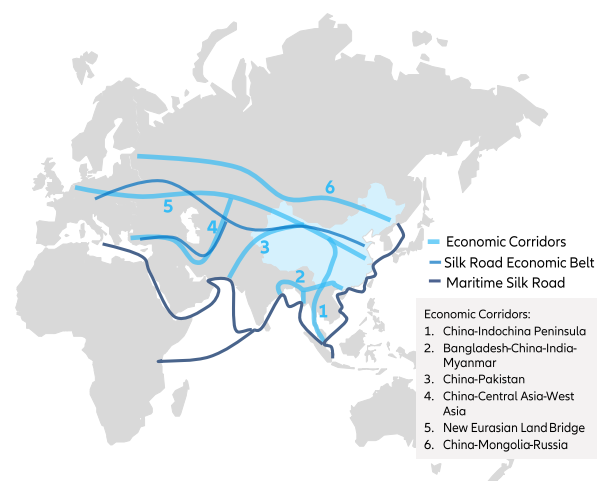 6
5
4
3
2
1
Economic Corridors
Silk Road Economic Belt
Maritime Silk Road
Economic Corridors:
1. China-Indochina Peninsula
2. Bangladesh-China-India-
Myanmar
3. China-Pakistan
4. China-Central Asia-West
Asia
5. New Eurasian Land Bridge
6. China-Mongolia-Russia